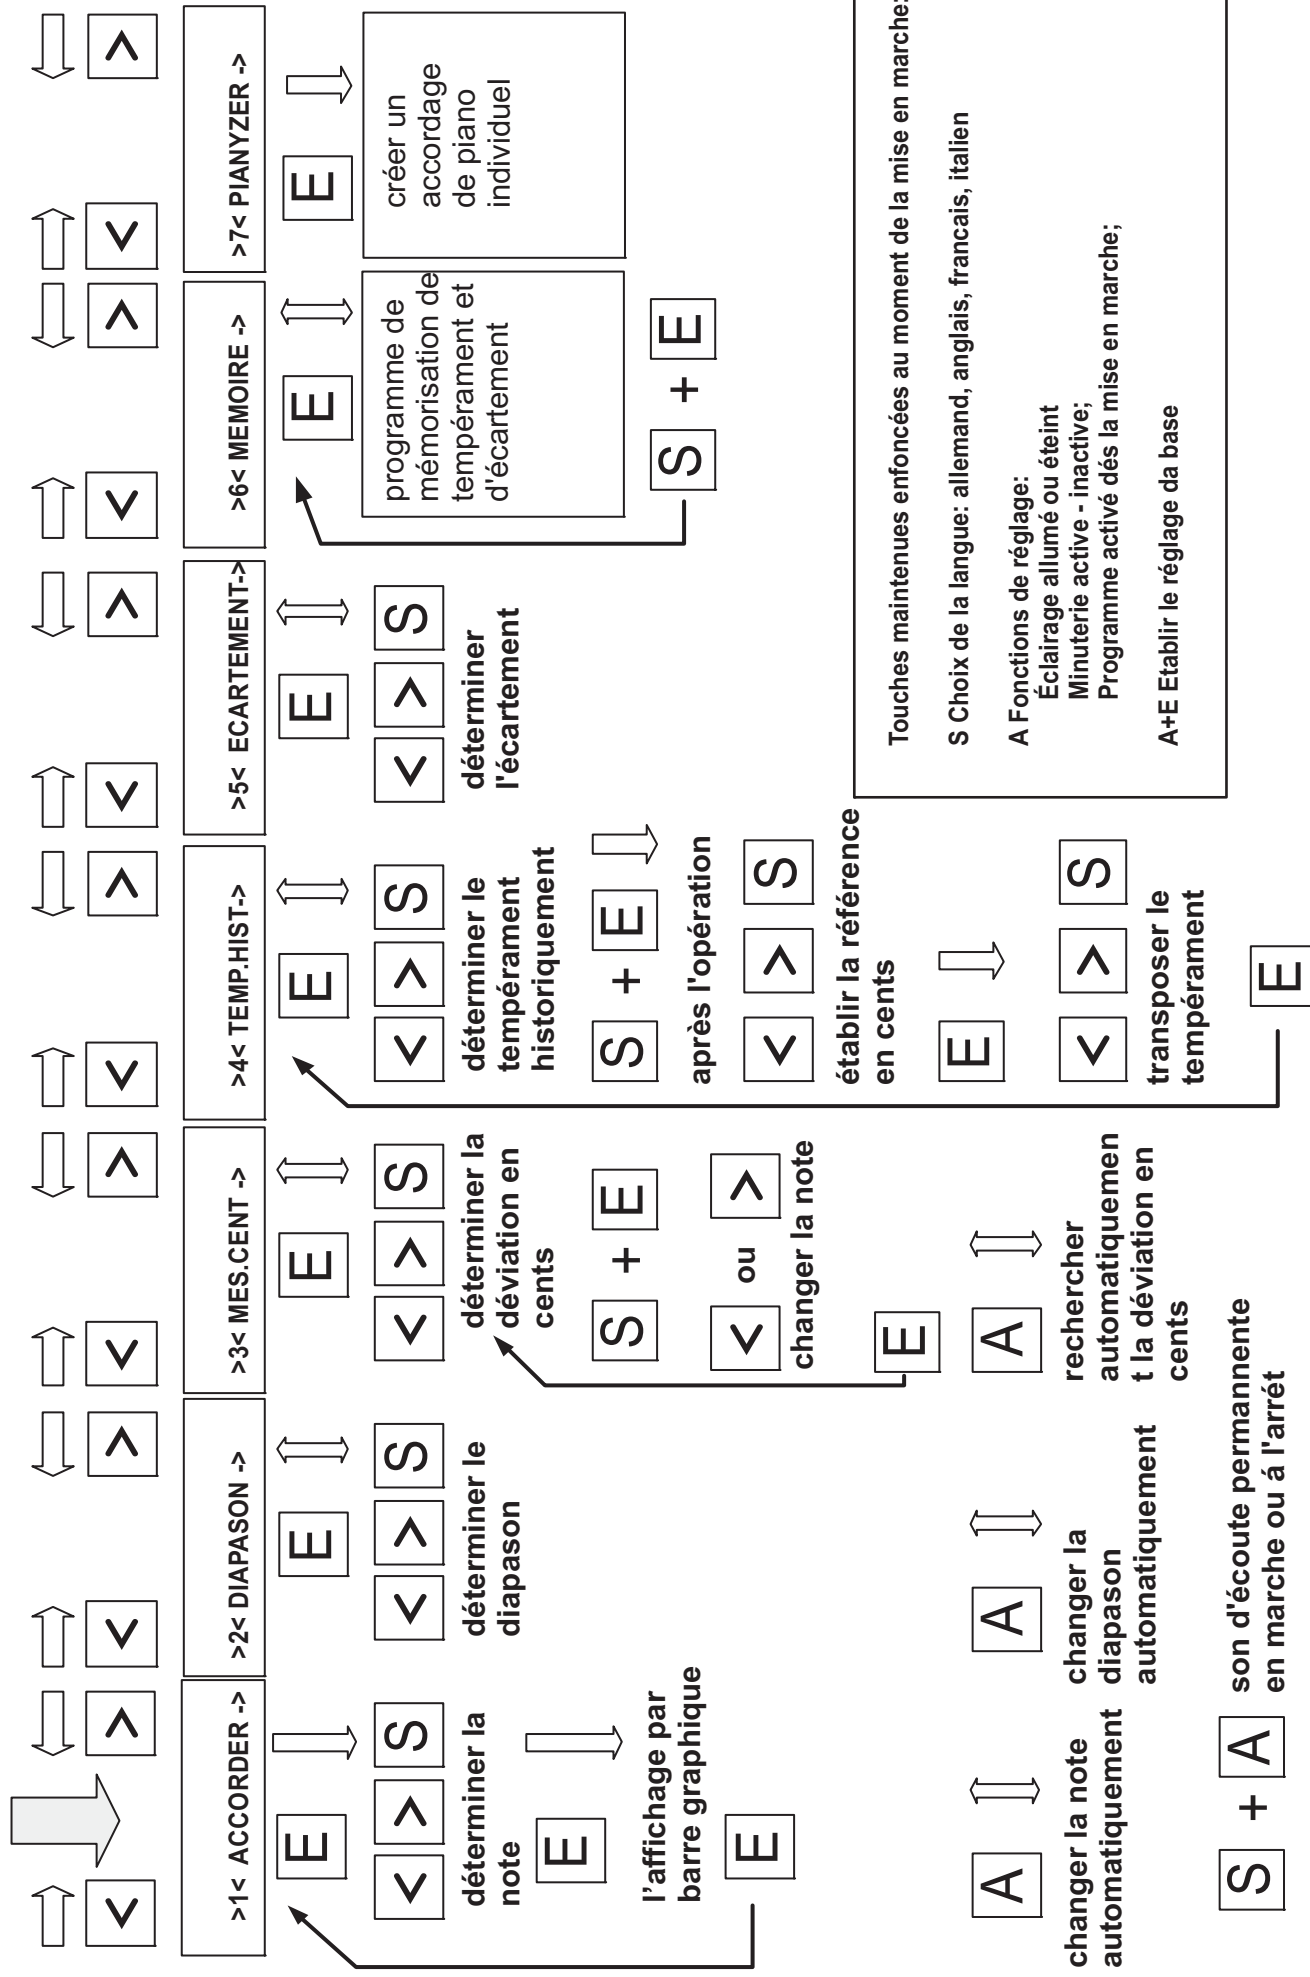 < >
>1< ACCORDER ->
E
< > S
déterminer la
note
E
l'affichage par
barre graphique
E
A
changer la note
automatiquement
S + A
son d'écoute permannente
en marche ou á l'arrét
< >
>2< DIAPASON ->
E
< > S
déterminer le
diapason
A
changer la
diapason
automatiquement
< >
>3< MES.CENT ->
E
< > S
déterminer la
déviation en
cents
S + E
< ou >
changer la note
E
A
rechercher
automatiquemen
t la déviation en
cents
< >
>4< TEMP.HIST->
E
< > S
déterminer le
tempérament
historiquement
S + E
après l'opération
< > S
établir la référence
en cents
E
< > S
transposer le
tempérament
E
< >
>5< ECARTEMENT->
E
< > S
déterminer
l'écartement
< >
>6< MEMOIRE ->
E
programme de
mémorisation de
tempérament et
d'écartement
S + E
< >
>7< PIANYZER ->
E
créer un
accordage
de piano
individuel
Touches maintenues enfoncées au moment de la mise en marche:
S Choix de la langue: allemand, anglais, francais, italien
A Fonctions de réglage:
Éclairage allumé ou éteint
Minuterie active - inactive;
Programme activé dés la mise en marche;
A+E Etablir le réglage da base